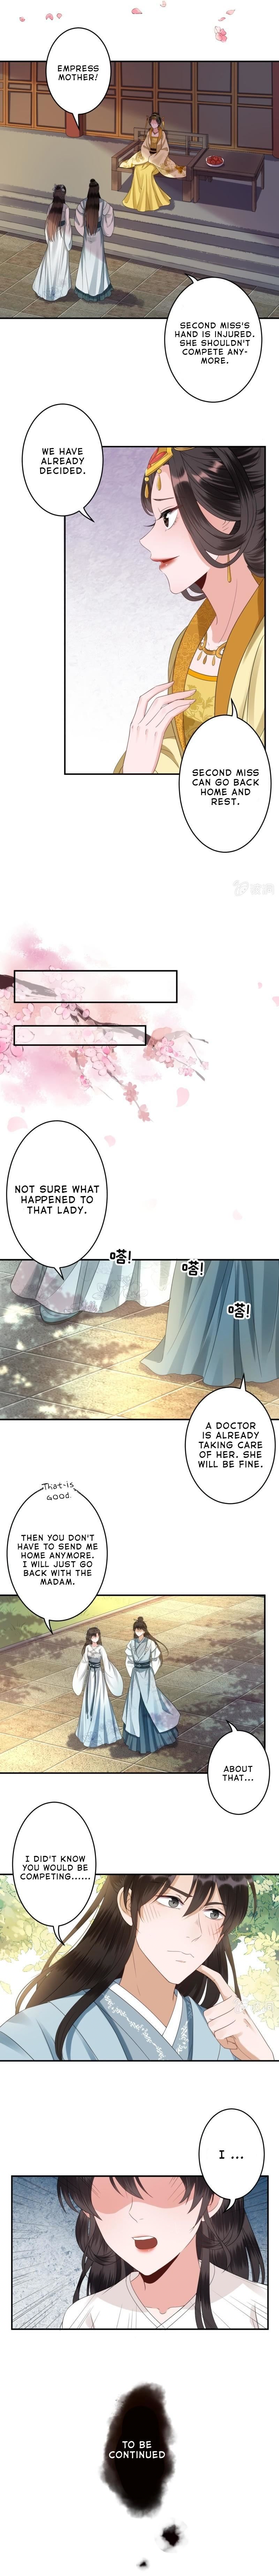 EMPRESS
MOTHER!
SECOND MISS'S
HAND IS INJURED.
SHE SHOULDN'T
COMPETE ANY-
MORE.
WE HAVE
ALREADY
DECIDED.
SECOND MISS
CAN GO BACK
HOME AND
REST.
NOT SURE WHAT
HAPPENED TO
THAT LADY.
嗒!
嗒!
嗒!
A DOCTOR
IS ALREADY
TAKING CARE
OF HER. SHE
WILL BE FINE.
That-is
GOOD.
THEN YOU DON'T
HAVE TO SEND ME
HOME ANYMORE.
I WILL JUST GO
BACK WITH THE
MADAM.
ABOUT
THAT...
I DID'T KNOW
YOU WOULD BE
COMPETING......
I ...
TO BE
CONTINUED